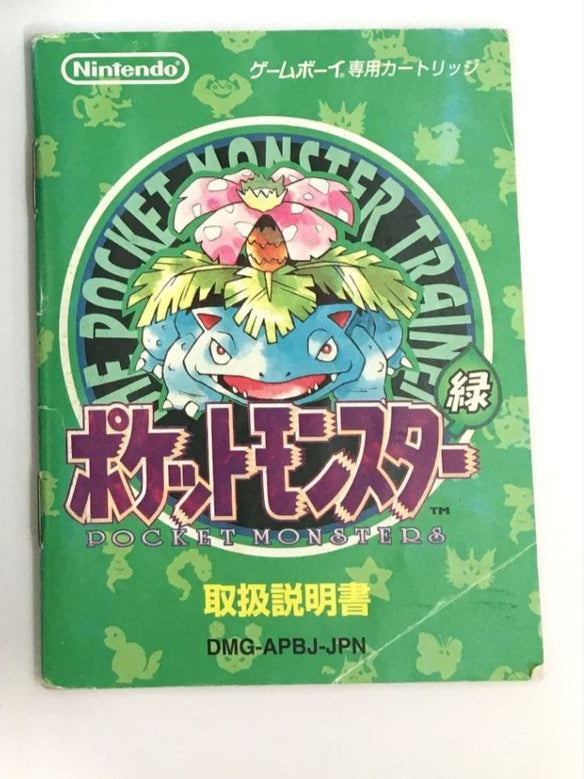 Nintendo
ゲームボーイ®専用カートリッジ
THE POCKET MONSTER TRAINER
緑
ポケットモンスター
TM
POCKET MONSTERS
取扱説明書
DMG-APBJ-JPN